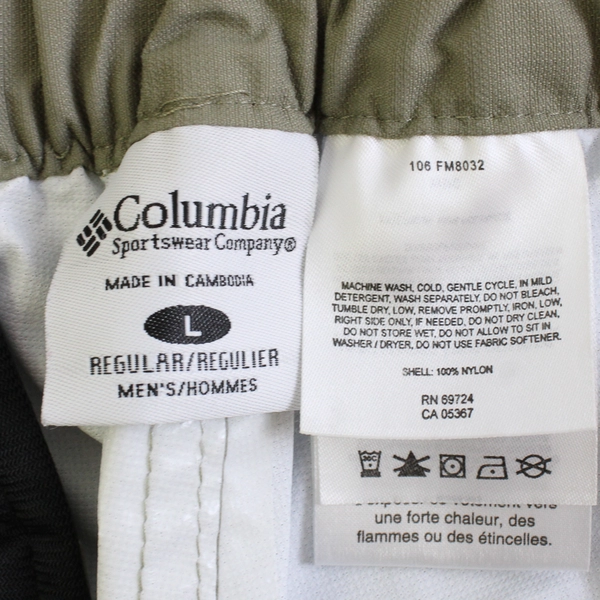 Columbia
Sportswear Company®
MADE IN CAMBODIA
L
REGULAR/REGULIER
MEN'S/HOMMES
106 FM8032
MACHINE WASH, COLD, GENTLE CYCLE, IN MILD
DETERGENT, WASH SEPARATELY, DO NOT BLEACH,
TUMBLE DRY, LOW, REMOVE PROMPTLY, IRON, LOW,
RIGHT SIDE ONLY, IF NEEDED, DO NOT DRY CLEAN,
DO NOT STORE WET, DO NOT ALLOW TO SIT IN
WASHER / DRYER, DO NOT USE FABRIC SOFTENER.
SHELL: 100% NYLON
RN 69724
CA 05367
30C
vêtement vers
une forte chaleur, des
flammes ou des étincelles.